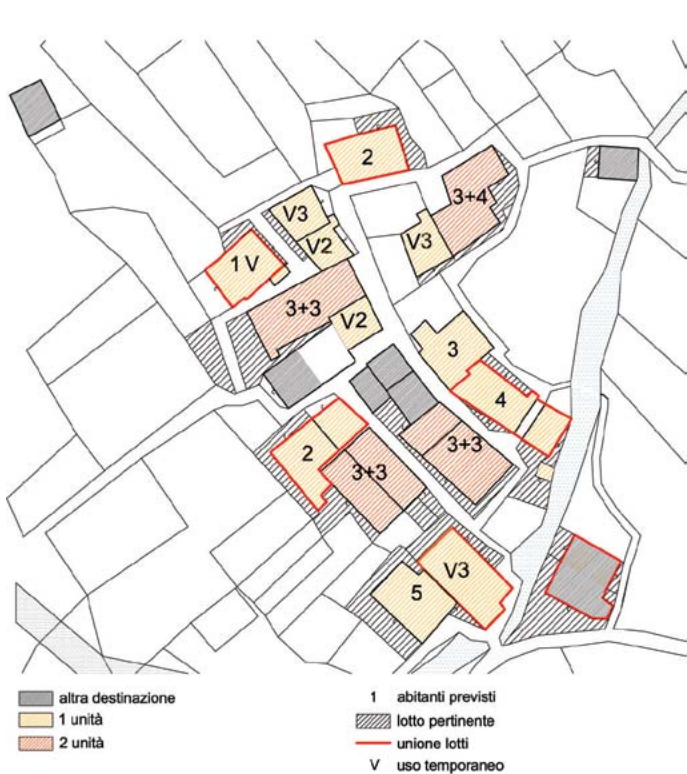 2
V3
3+4
V2
V3
1 V
3+3
V2
3
4
2
3+3
3+3
V3
5
altra destinazione
1 unità
2 unità
1 abitanti previsti
lotto pertinente
unione lotti
V uso temporaneo